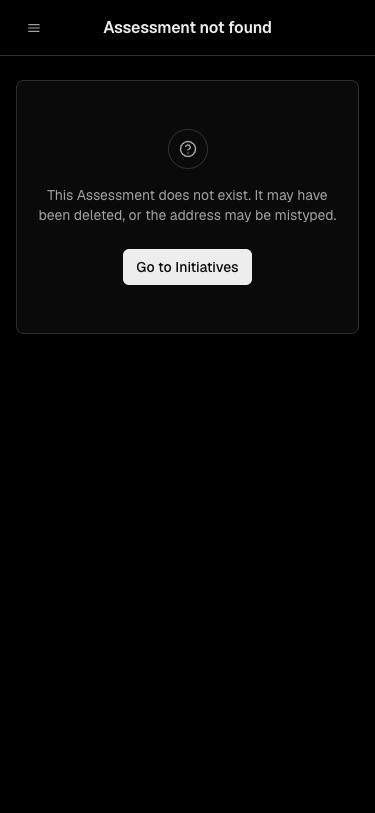 Assessment not found
This Assessment does not exist. It may have
been deleted, or the address may be mistyped.
Go to Initiatives